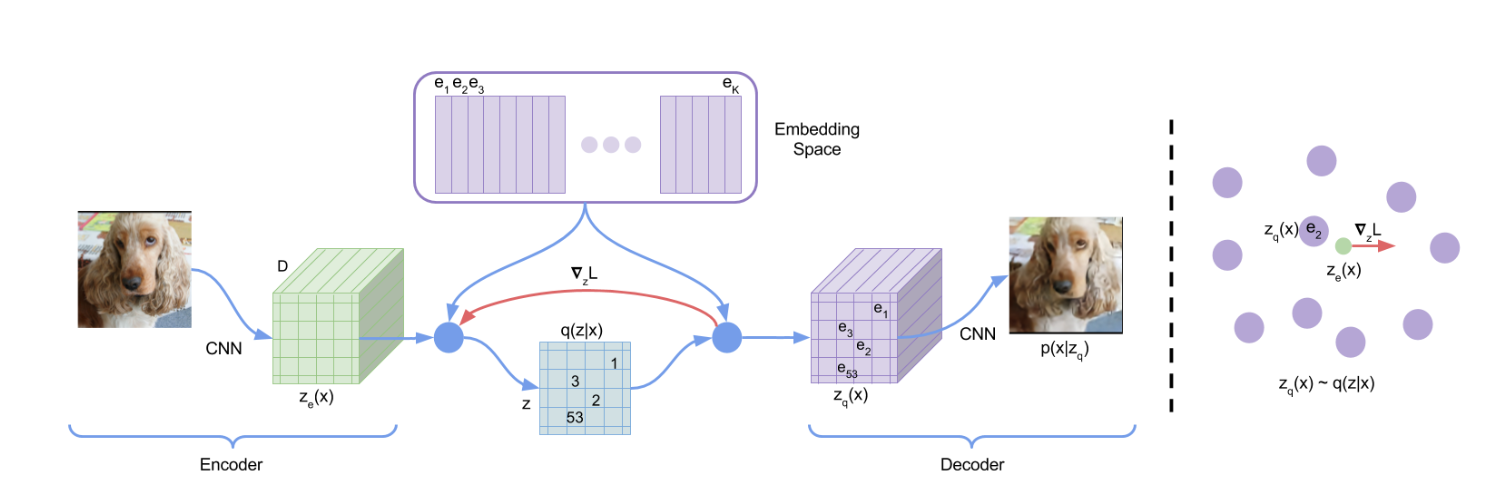 e1 e2 e3
eK
Embedding
Space
D
CNN
ze(x)
Encoder
∇zL
q(z|x)
z
1
3
2
53
e1
e3
e2
e53
zq(x)
CNN
p(x|zq)
Decoder
zq(x) e2
∇zL
ze(x)
zq(x) ~ q(z|x)